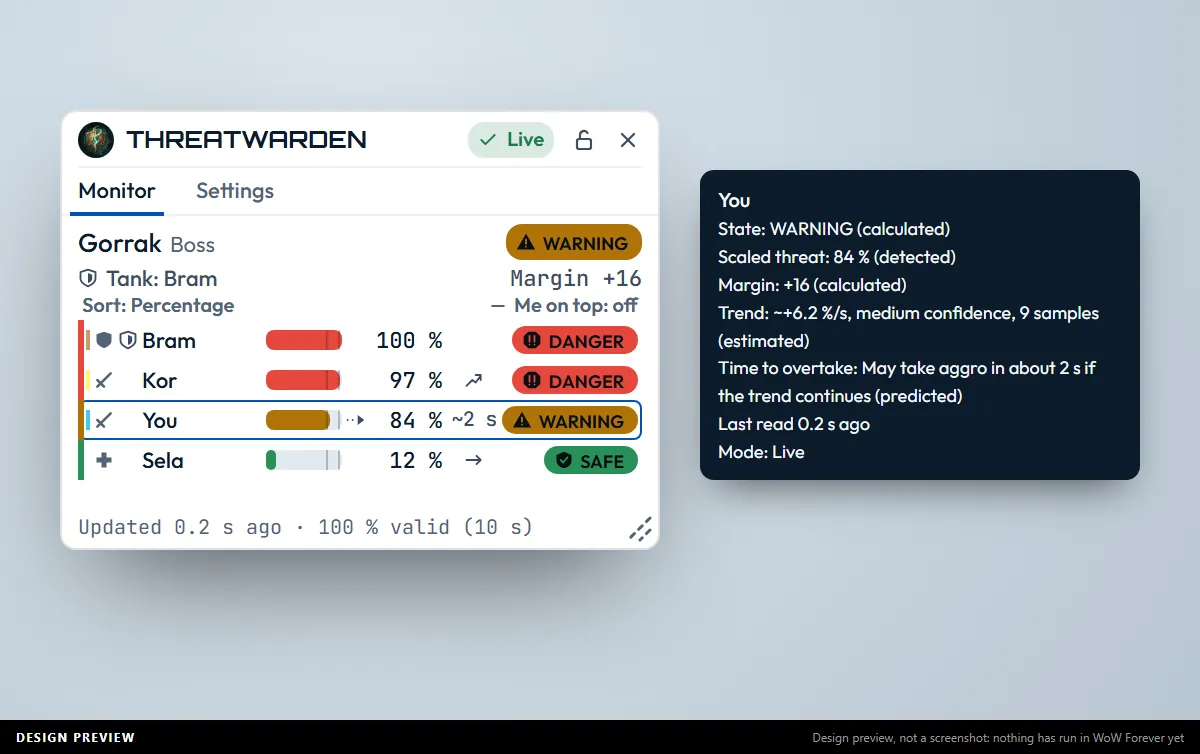 THREATWARDEN
Live
Monitor Settings
Gorrak Boss
WARNING
Tank: Bram
Margin +16
Sort: Percentage
— Me on top: off
Bram 100 % DANGER
Kor 97 % DANGER
You 84 % ~2 s WARNING
Sela 12 % SAFE
Updated 0.2 s ago · 100 % valid (10 s)
You
State: WARNING (calculated)
Scaled threat: 84 % (detected)
Margin: +16 (calculated)
Trend: ~+6.2 %/s, medium confidence, 9 samples
(estimated)
Time to overtake: May take aggro in about 2 s if
the trend continues (predicted)
Last read 0.2 s ago
Mode: Live
DESIGN PREVIEW
Design preview, not a screenshot: nothing has run in WoW Forever yet